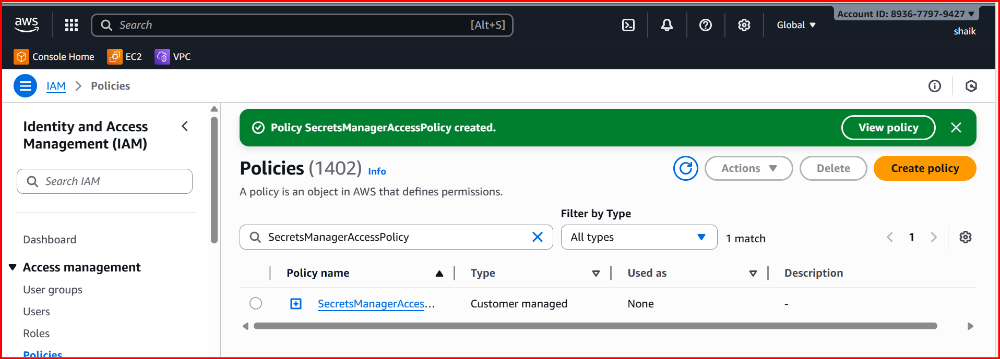 aws
Search
[Alt+S]
Global
Account ID: 8936-7797-9427
shaik
Console Home
EC2
VPC
IAM
Policies
Identity and Access
Management (IAM)
Search IAM
Dashboard
Access management
User groups
Users
Roles
Policies
Policy SecretsManagerAccessPolicy created.
View policy
Policies (1402) Info
Actions
Delete
Create policy
A policy is an object in AWS that defines permissions.
Filter by Type
SecretsManagerAccessPolicy
All types
1 match
1
Policy name
Type
Used as
Description
SecretsManagerAcces...
Customer managed
None
-